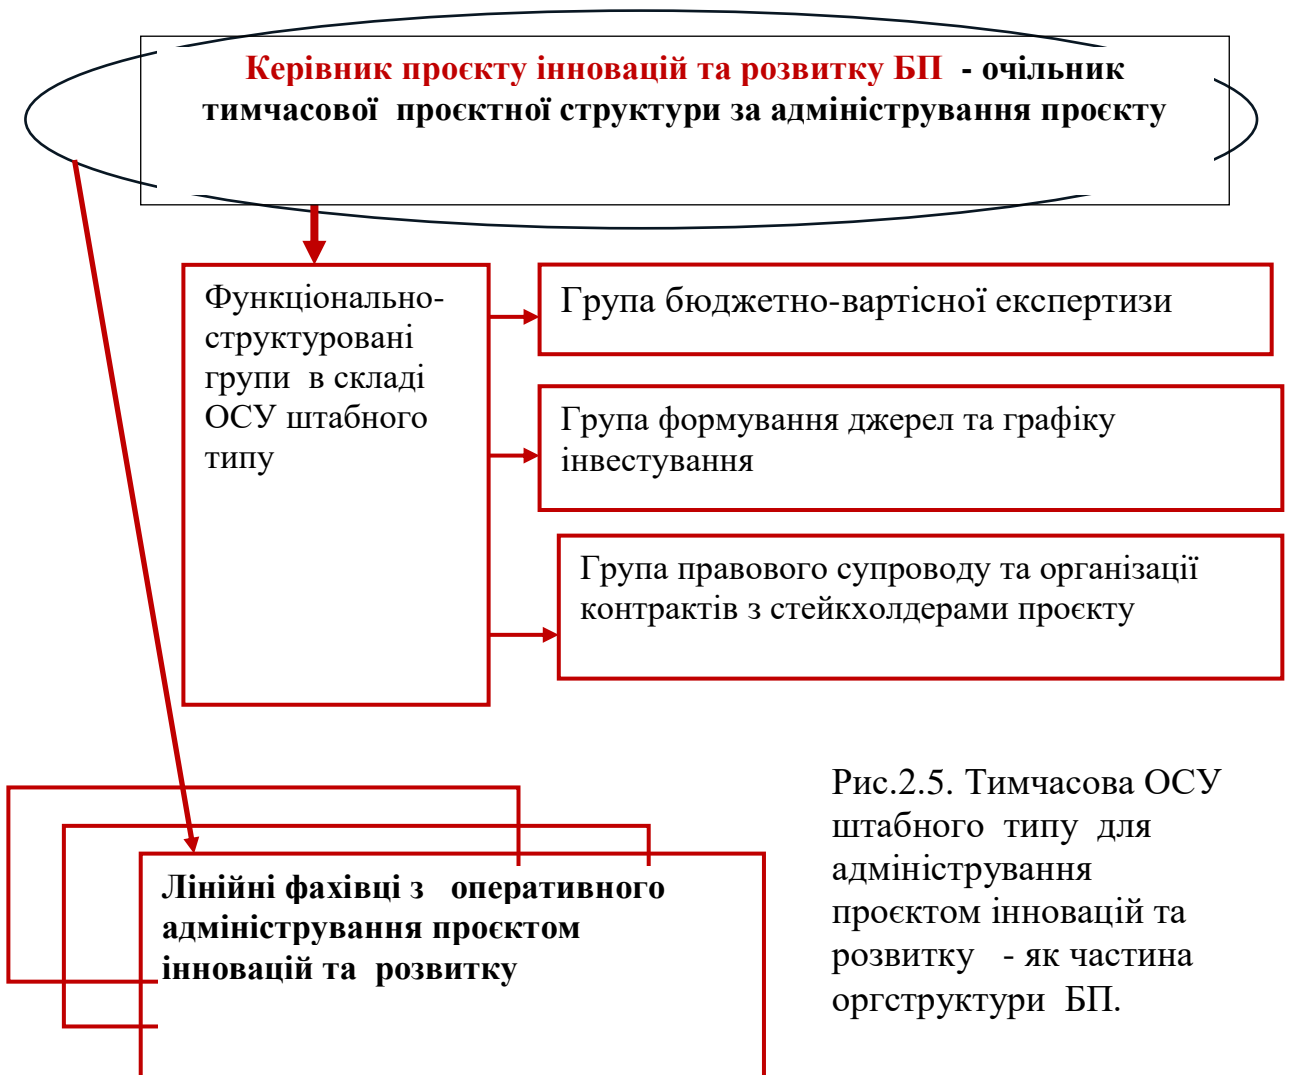 Керівник проєкту інновацій та розвитку БП - очільник
тимчасової проєктної структури за адміністрування проєкту
Функціонально-
структуровані
групи в складі
ОСУ штабного
типу
Група бюджетно-вартісної експертизи
Група формування джерел та графіку
інвестування
Група правового супроводу та організації
контрактів з стейкхолдерами проєкту
Лінійні фахівці з оперативного
адміністрування проєктом
інновацій та розвитку
Рис.2.5. Тимчасова ОСУ
штабного типу для
адміністрування
проєктом інновацій та
розвитку - як частина
оргструктури БП.